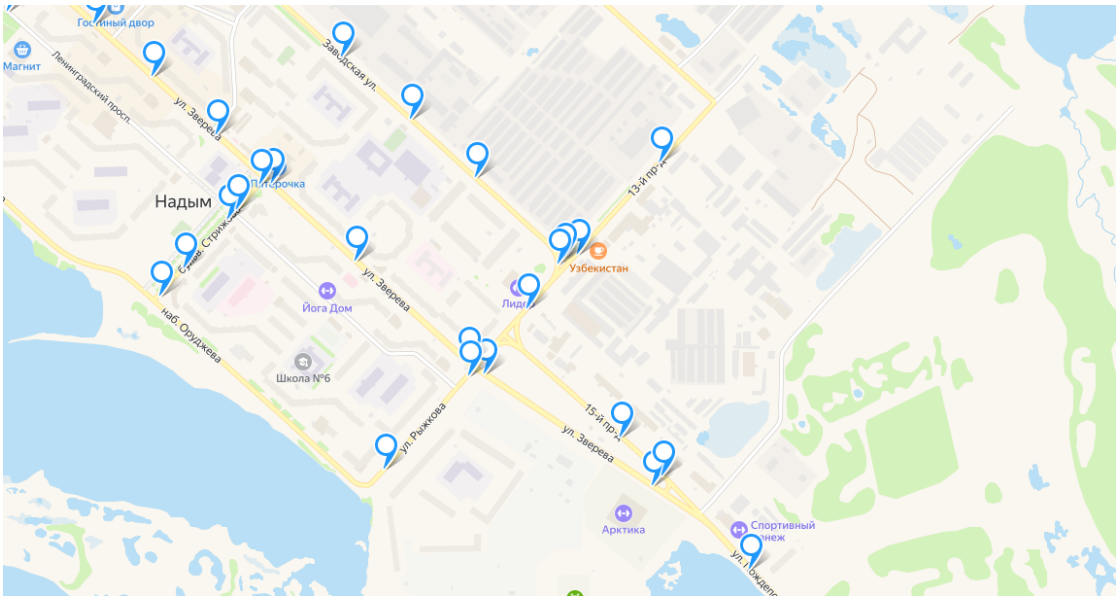 Гостиный двор
Магнит
Ленинградский просп.
Заводская ул.
ул. Зверева
13-й пр-д
Пятёрочка
Надым
Стрижова
Узбекистан
Йога Дом
ул. Зверева
наб. Оруджева
Школа №6
ул. Рыжкова
15-й пр-д
ул. Зверева
Арктика
Спортивный